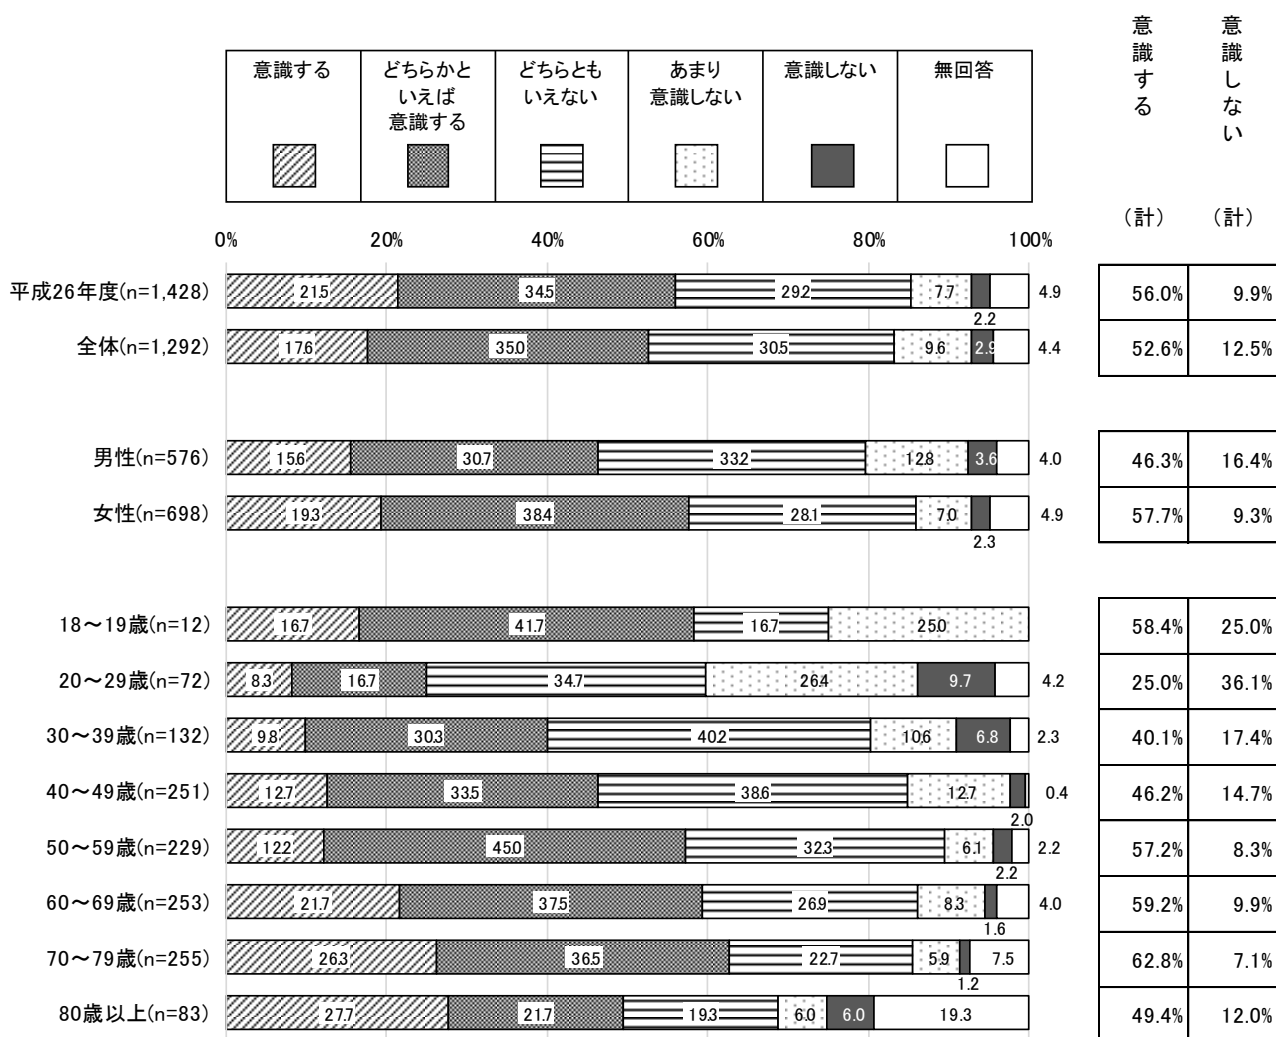 意識する
意識しない
意識する
どちらかと
いえば
意識する
どちらとも
いえない
あまり
意識しない
意識しない
無回答
（計） （計）
0% 20% 40% 60% 80% 100%
平成26年度(n=1,428) 21.5 34.5 29.2 7.7 2.2 4.9 56.0% 9.9%
全体(n=1,292) 17.6 35.0 30.5 9.6 2.9 4.4 52.6% 12.5%
男性(n=576) 15.6 30.7 33.2 12.8 3.6 4.0 46.3% 16.4%
女性(n=698) 19.3 38.4 28.1 7.0 2.3 4.9 57.7% 9.3%
18～19歳(n=12) 16.7 41.7 16.7 25.0 58.4% 25.0%
20～29歳(n=72) 8.3 16.7 34.7 26.4 9.7 4.2 25.0% 36.1%
30～39歳(n=132) 9.8 30.3 40.2 10.6 6.8 2.3 40.1% 17.4%
40～49歳(n=251) 12.7 33.5 38.6 12.7 2.0 0.4 46.2% 14.7%
50～59歳(n=229) 12.2 45.0 32.3 6.1 2.2 2.2 57.2% 8.3%
60～69歳(n=253) 21.7 37.5 26.9 8.3 1.6 4.0 59.2% 9.9%
70～79歳(n=255) 26.3 36.5 22.7 5.9 1.2 7.5 62.8% 7.1%
80歳以上(n=83) 27.7 21.7 19.3 6.0 6.0 19.3 49.4% 12.0%